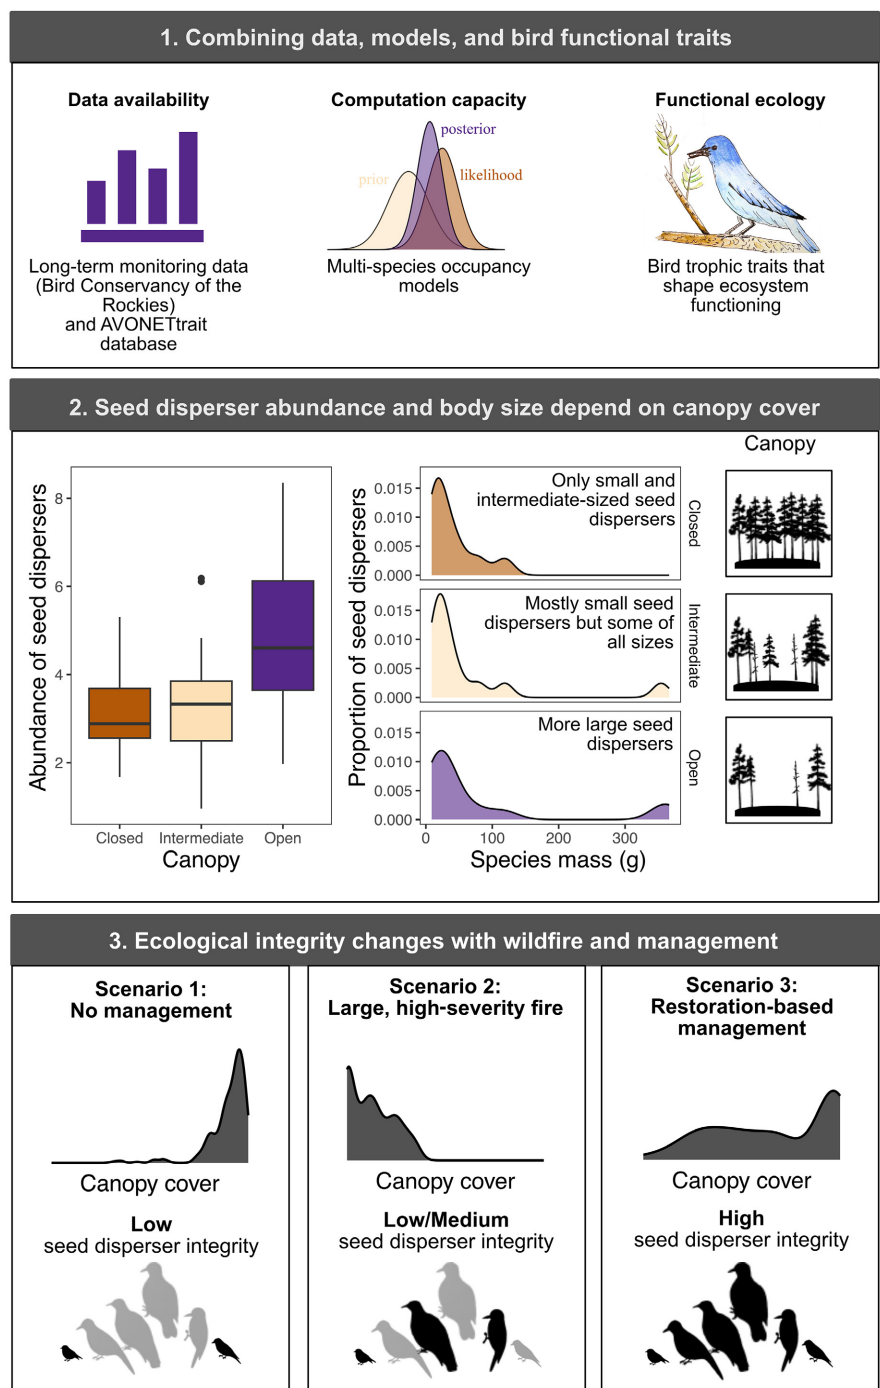 1. Combining data, models, and bird functional traits
Data availability
Long-term monitoring data
(Bird Conservancy of the
Rockies)
and AVONETtrait
database
Computation capacity
posterior
prior
likelihood
Multi-species occupancy
models
Functional ecology
Bird trophic traits that
shape ecosystem
functioning
2. Seed disperser abundance and body size depend on canopy cover
Abundance of seed dispersers
8
6
4
2
Closed
Intermediate
Open
Canopy
Proportion of seed dispersers
0.015
0.010
0.005
0.000
Only small and
intermediate-sized seed
dispersers
Closed
0.015
0.010
0.005
0.000
Mostly small seed
dispersers but some of
all sizes
Intermediate
0.015
0.010
0.005
0.000
More large seed
dispersers
Open
0
100
200
300
Species mass (g)
Canopy
3. Ecological integrity changes with wildfire and management
Scenario 1:
No management
Canopy cover
Low
seed disperser integrity
Scenario 2:
Large, high-severity fire
Canopy cover
Low/Medium
seed disperser integrity
Scenario 3:
Restoration-based
management
Canopy cover
High
seed disperser integrity